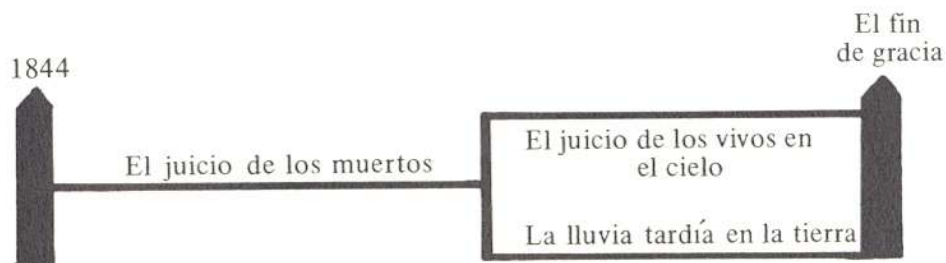 1844
El fin
de gracia
El juicio de los muertos
El juicio de los vivos en
el cielo
La lluvia tardía en la tierra